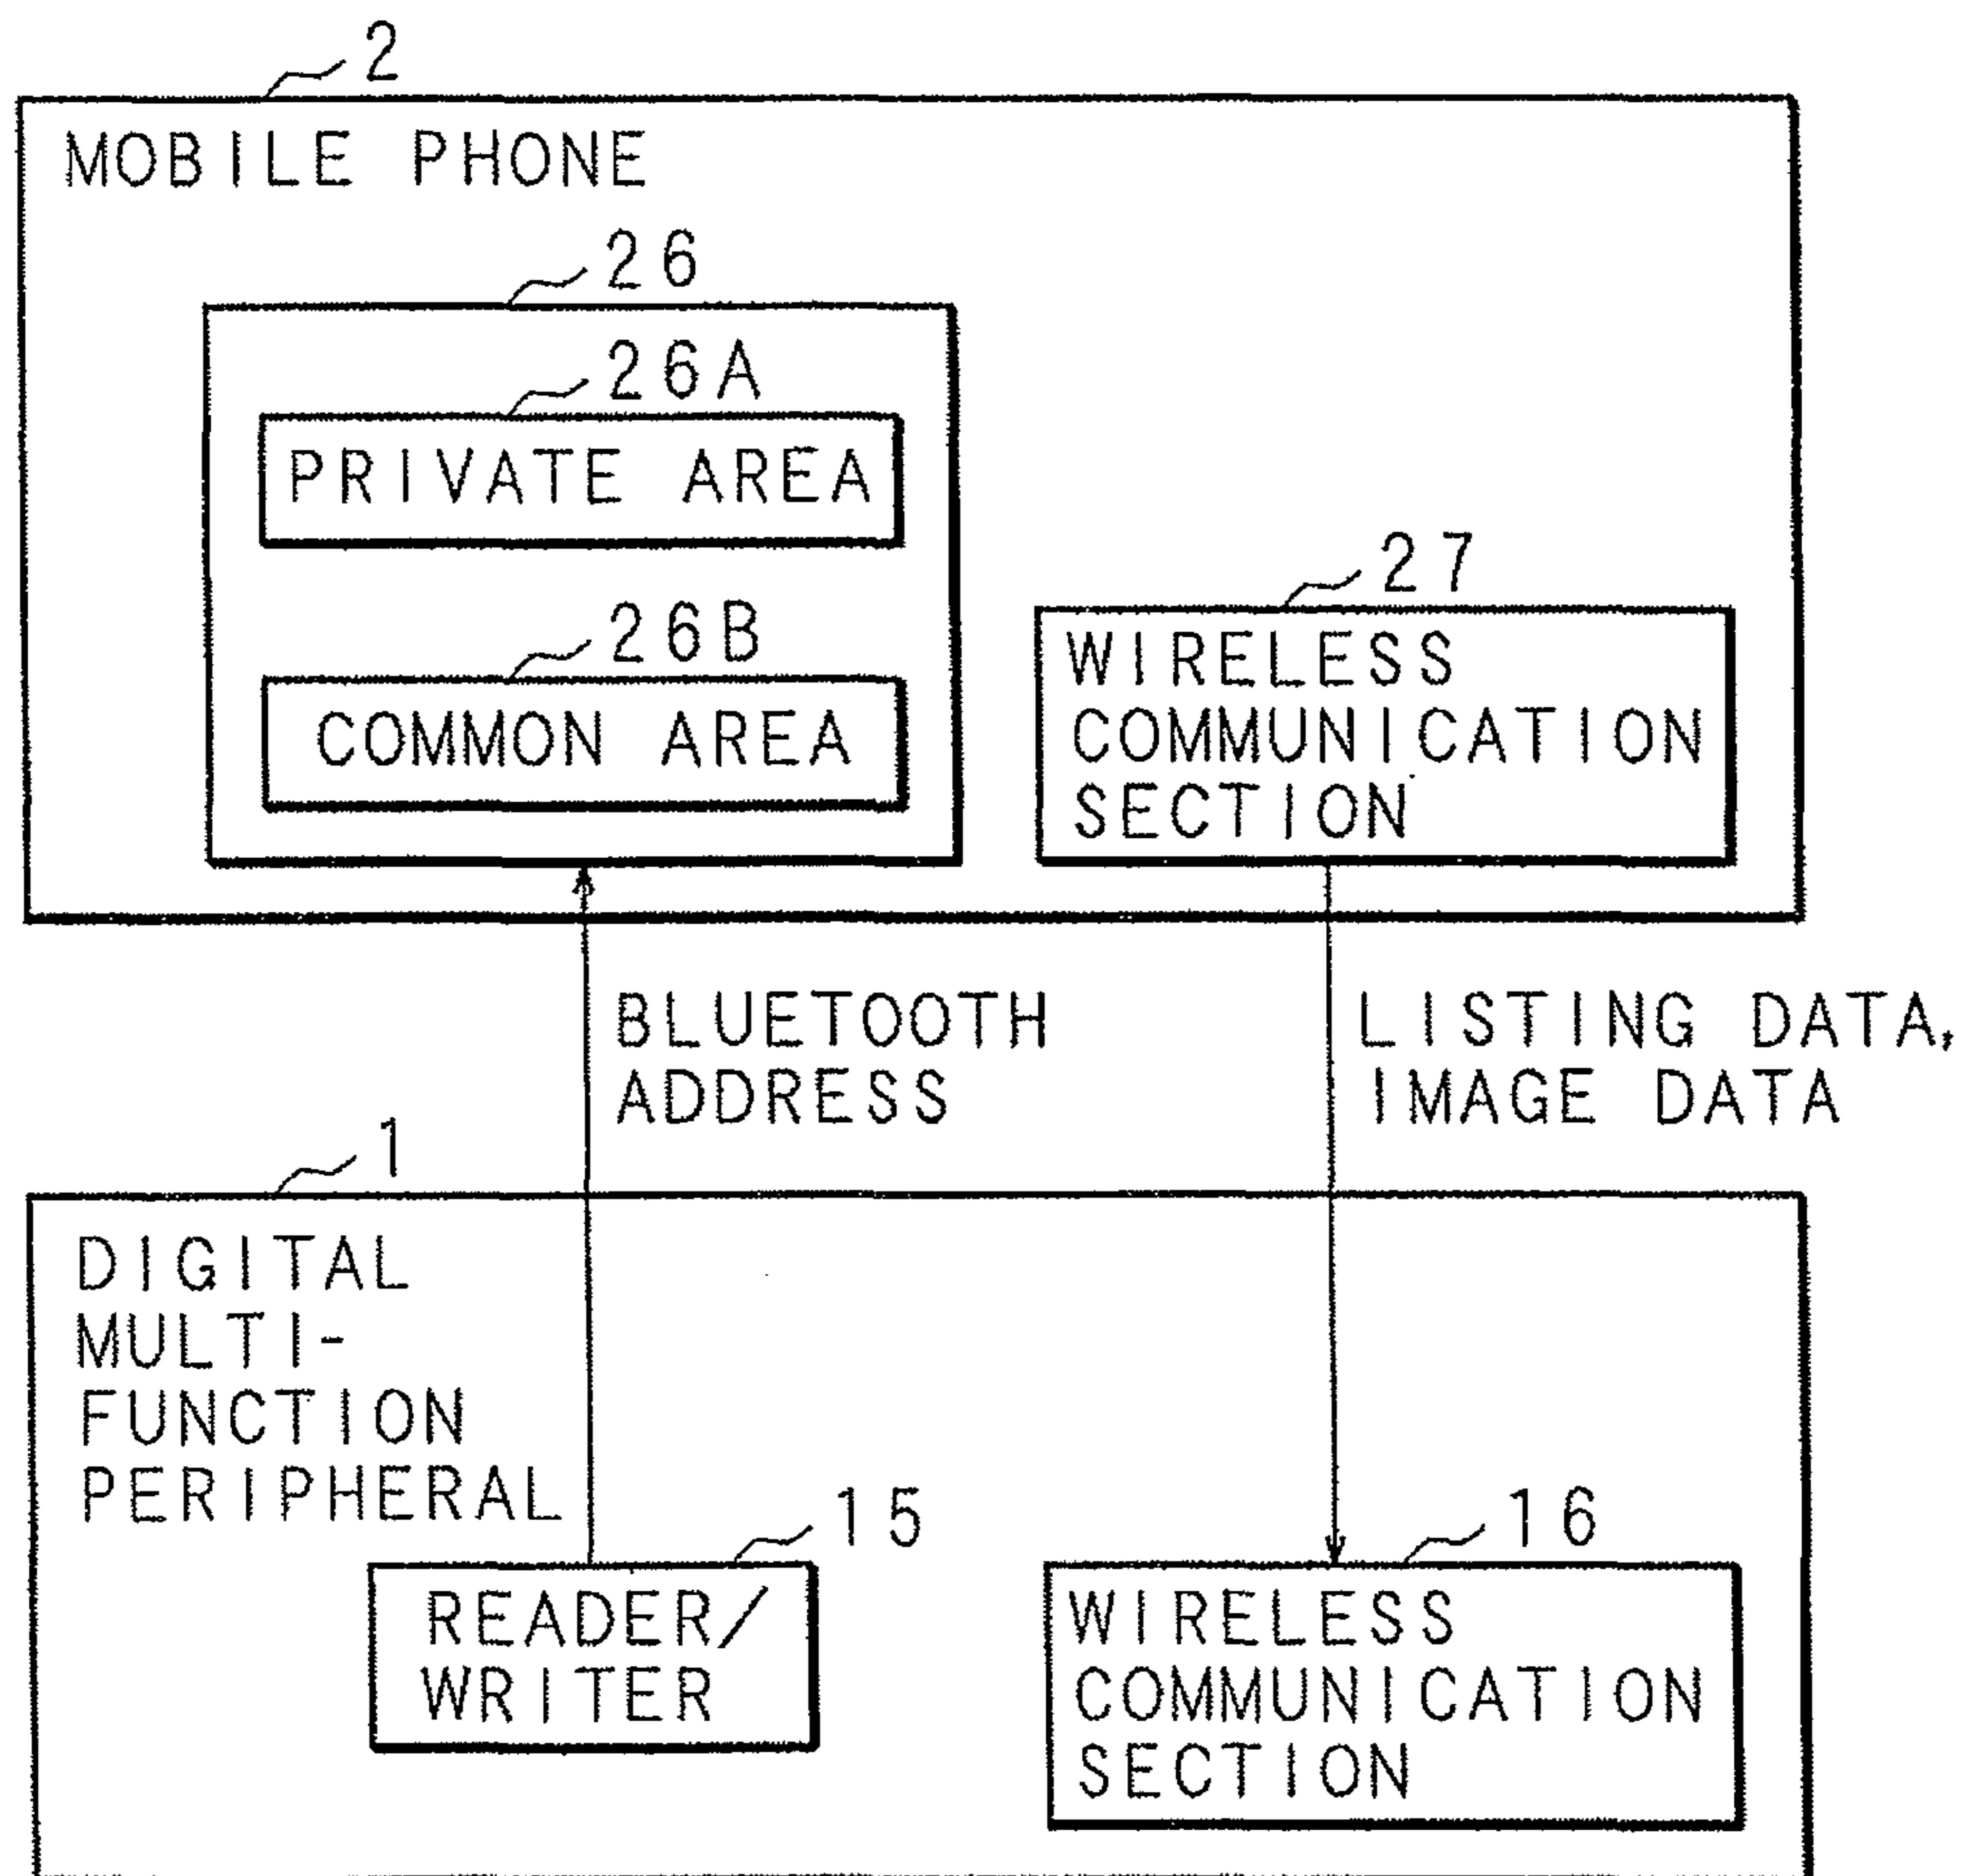 2
MOBILE PHONE
26
26A
PRIVATE AREA
26B
COMMON AREA
27
WIRELESS
COMMUNICATION
SECTION
BLUETOOTH
ADDRESS
LISTING DATA,
IMAGE DATA
1
DIGITAL
MULTI-
FUNCTION
PERIPHERAL
15
READER/
WRITER
16
WIRELESS
COMMUNICATION
SECTION